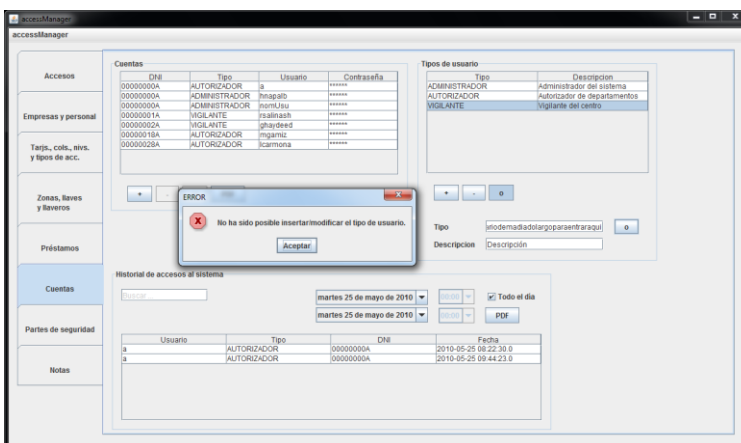 accessManager
accessManager
Accesos
Empresas y personal
Tarjs., cols., nivs.
y tipos de acc.
Zonas, llaves
y llaveros
Préstamos
Cuentas
Partes de seguridad
Notas
Cuentas
DNI Tipo Usuario Contraseña
00000000A AUTORIZADOR a ******
00000000A ADMINISTRADOR hnapalb ******
00000000A ADMINISTRADOR nomUsu ******
00000001A VIGILANTE rsalinash ******
00000002A VIGILANTE ghaydeed ******
00000018A AUTORIZADOR mgarniz ******
00000028A AUTORIZADOR lcarmona ******
+ -
Tipos de usuario
Tipo Descripcion
ADMINISTRADOR Administrador del sistema
AUTORIZADOR Autorizador de departamentos
VIGILANTE Vigilante del centro
+ - o
Tipo ariodemadiadolargoparaentraraqui o
Descripcion Descripción
ERROR
No ha sido posible insertar/modificar el tipo de usuario.
Aceptar
Historial de accesos al sistema
Buscar...
martes 25 de mayo de 2010 00:00 Todo el día
martes 25 de mayo de 2010 00:00 PDF
Usuario Tipo DNI Fecha
a AUTORIZADOR 00000000A 2010-05-25 08:22:30.0
a AUTORIZADOR 00000000A 2010-05-25 09:44:23.0